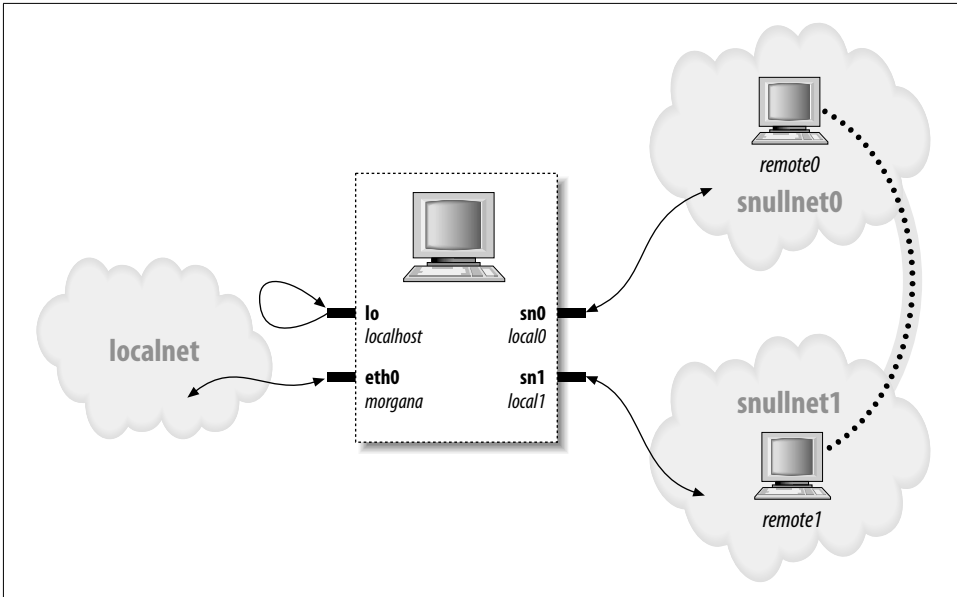 remote0
snullnet0
localnet
lo
localhost
eth0
morgana
sn0
local0
sn1
local1
snullnet1
remote1